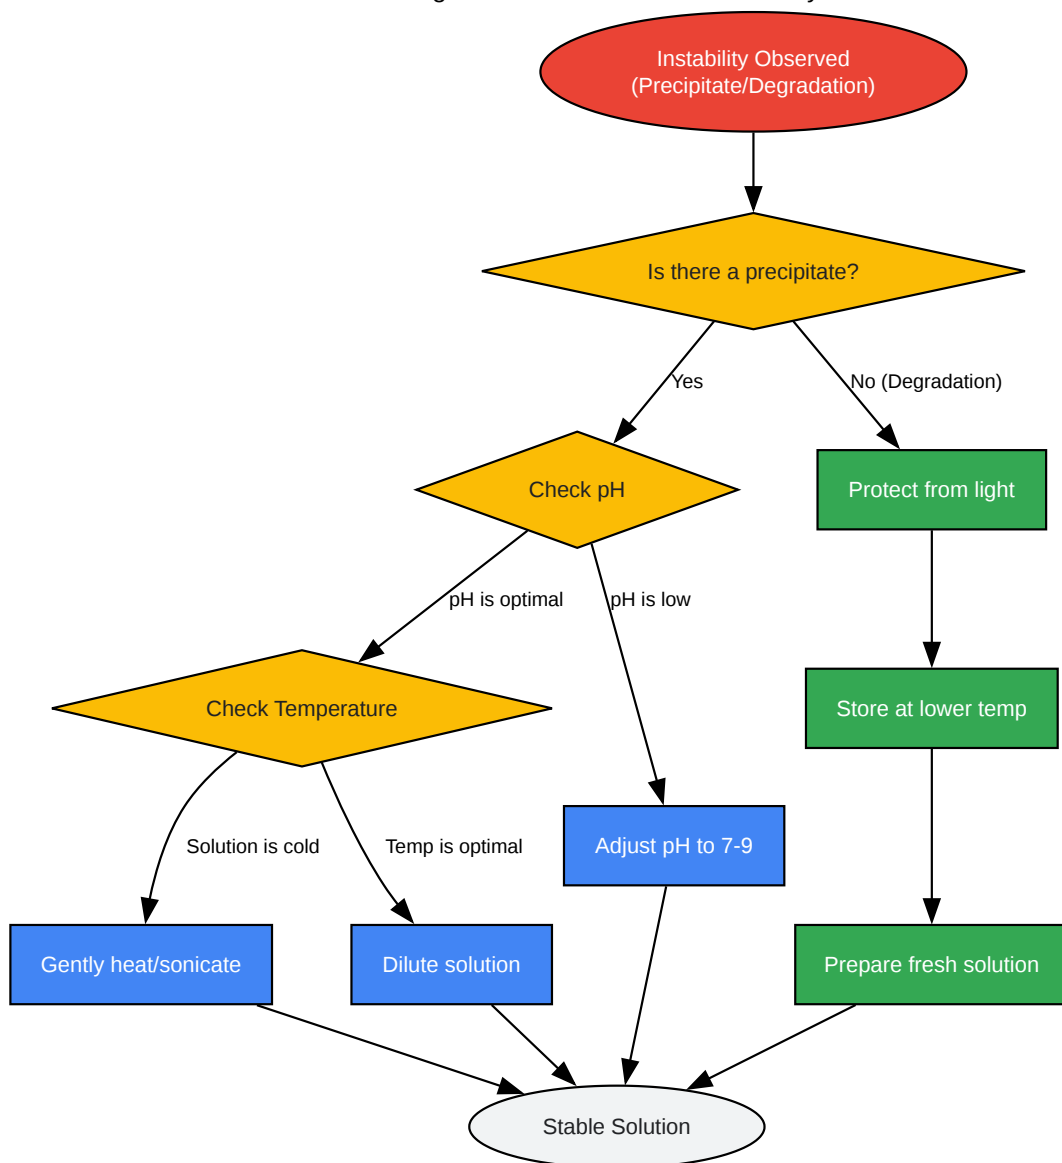 Instability Observed
(Precipitate/Degradation)
Is there a precipitate?
Yes
No (Degradation)
Check pH
Protect from light
pH is optimal
pH is low
Check Temperature
Store at lower temp
Solution is cold
Temp is optimal
Adjust pH to 7-9
Gently heat/sonicate
Dilute solution
Prepare fresh solution
Stable Solution